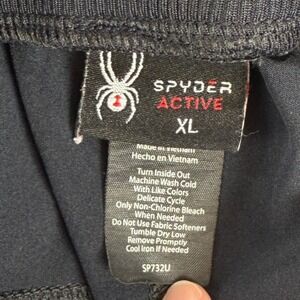 SPYDER
ACTIVE
XL
Made in Vietnam
Hecho en Vietnam
Turn Inside Out
Machine Wash Cold
With Like Colors
Delicate Cycle
Only Non-Chlorine Bleach
When Needed
Do Not Use Fabric Softeners
Tumble Dry Low
Remove Promptly
Cool Iron If Needed
SP732U